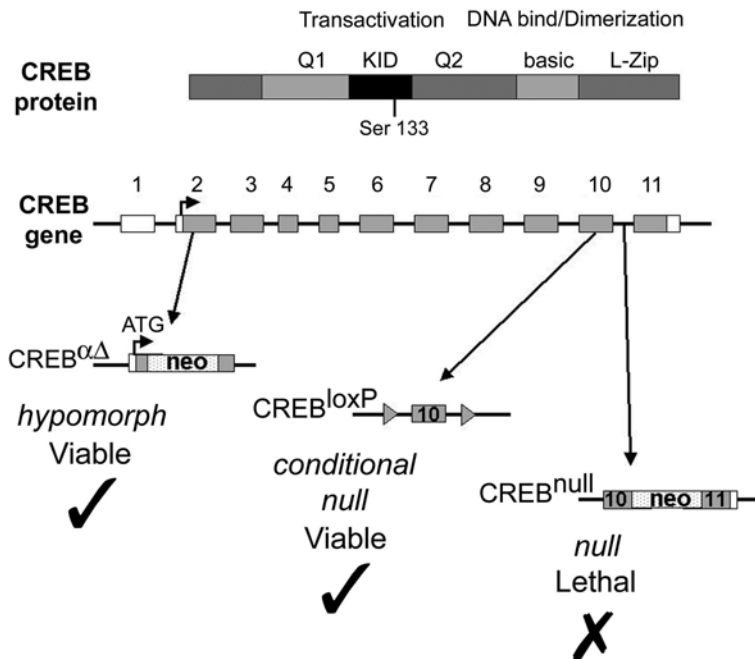 Transactivation DNA bind/Dimerization
CREB protein
Q1 KID Q2 basic L-Zip
Ser 133
CREB gene
1 2 3 4 5 6 7 8 9 10 11
ATG
CREBαΔ
neo
hypomorph
Viable
CREBloxP
10
conditional
null
Viable
CREBnull
10 neo 11
null
Lethal